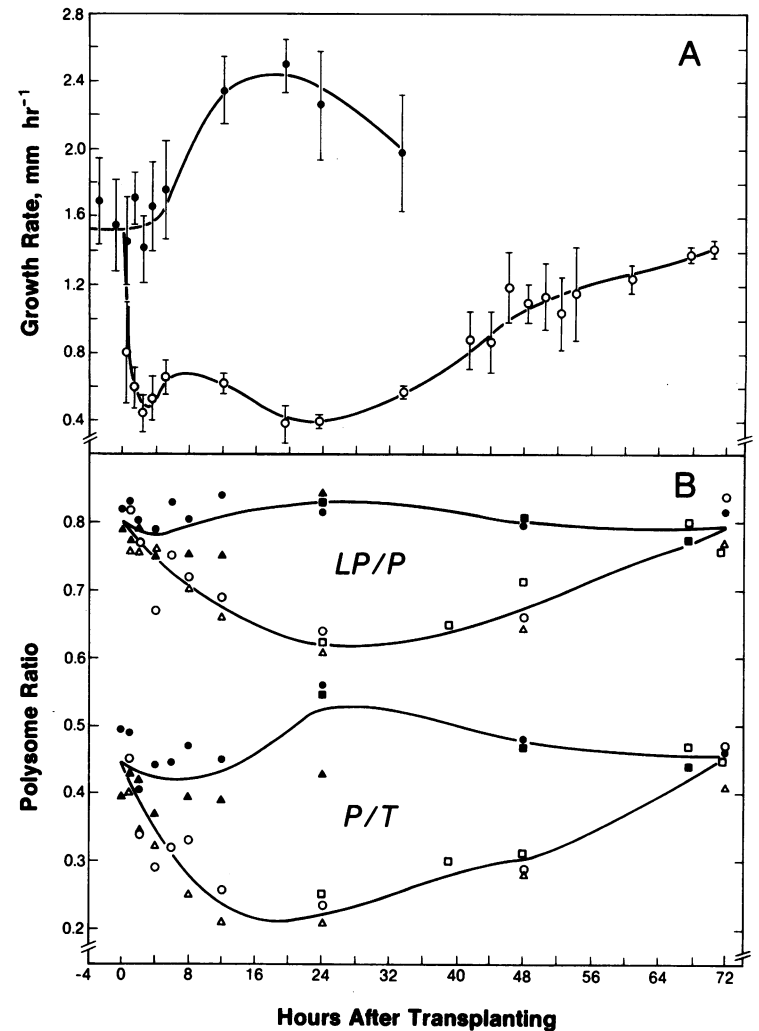 A
2.8
2.4
2.0
1.6
1.2
0.8
0.4
Growth Rate, mm hr⁻¹
B
0.8
0.7
0.6
0.5
0.4
0.3
0.2
LP/P
P/T
Polysome Ratio
-4 0 8 16 24 32 40 48 56 64 72
Hours After Transplanting